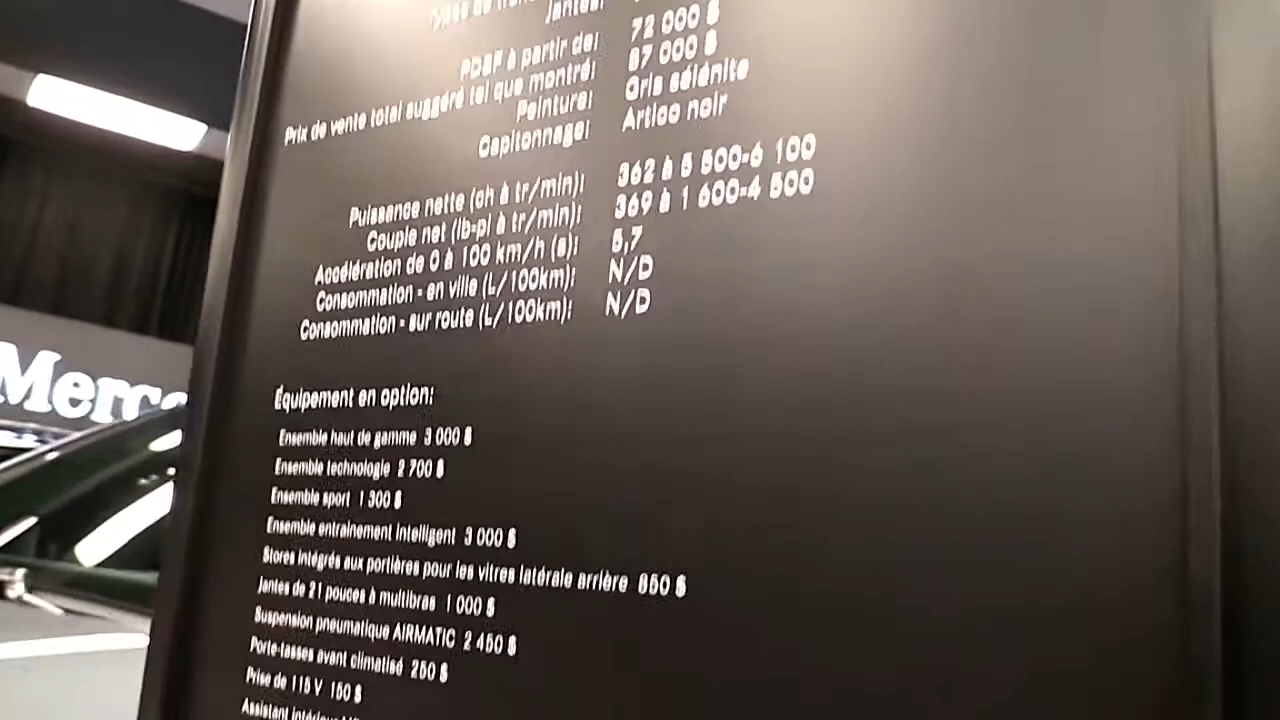 Jantes:
PDSF à partir de: 72 000 $
Prix de vente total suggéré tel que montré: 87 000 $
Peinture: Gris sélénite
Capitonnage: Artico noir
Puissance nette (ch à tr/min): 362 à 5 500-6 100
Couple net (lb-pi à tr/min): 369 à 1 600-4 500
Accélération de 0 à 100 km/h (s): 5,7
Consommation - en ville (L/100km): N/D
Consommation - sur route (L/100km): N/D
Merc
Équipement en option:
Ensemble haut de gamme 3 000 $
Ensemble technologie 2 700 $
Ensemble sport 1 300 $
Ensemble entraînement intelligent 3 000 $
Stores intégrés aux portières pour les vitres latérale arrière 850 $
Jantes de 21 pouces à multibras 1 000 $
Suspension pneumatique AIRMATIC 2 450 $
Porte-tasses avant climatisé 250 $
Prise de 115 V 150 $
Assistant intérieur